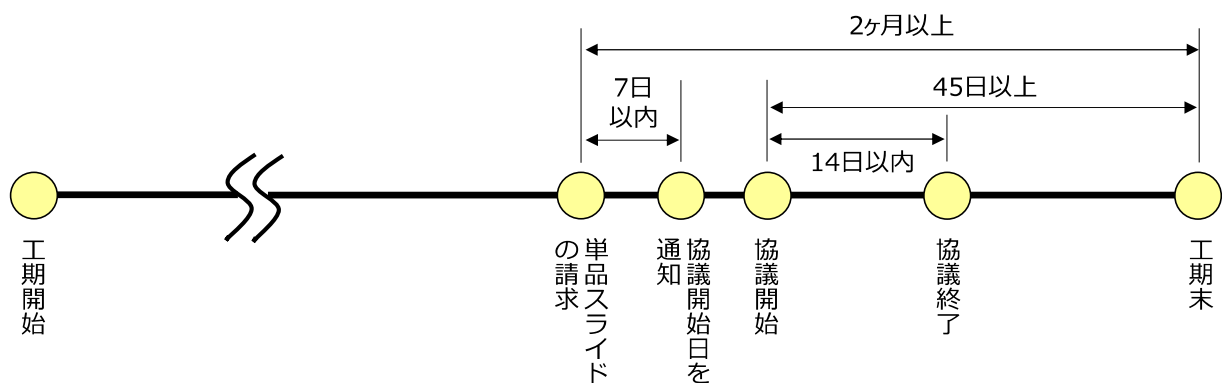 2ヶ月以上
7日
以内
45日以上
14日以内
工期開始
単品スライド
の請求
協議開始日を
通知
協議開始
協議終了
工期末